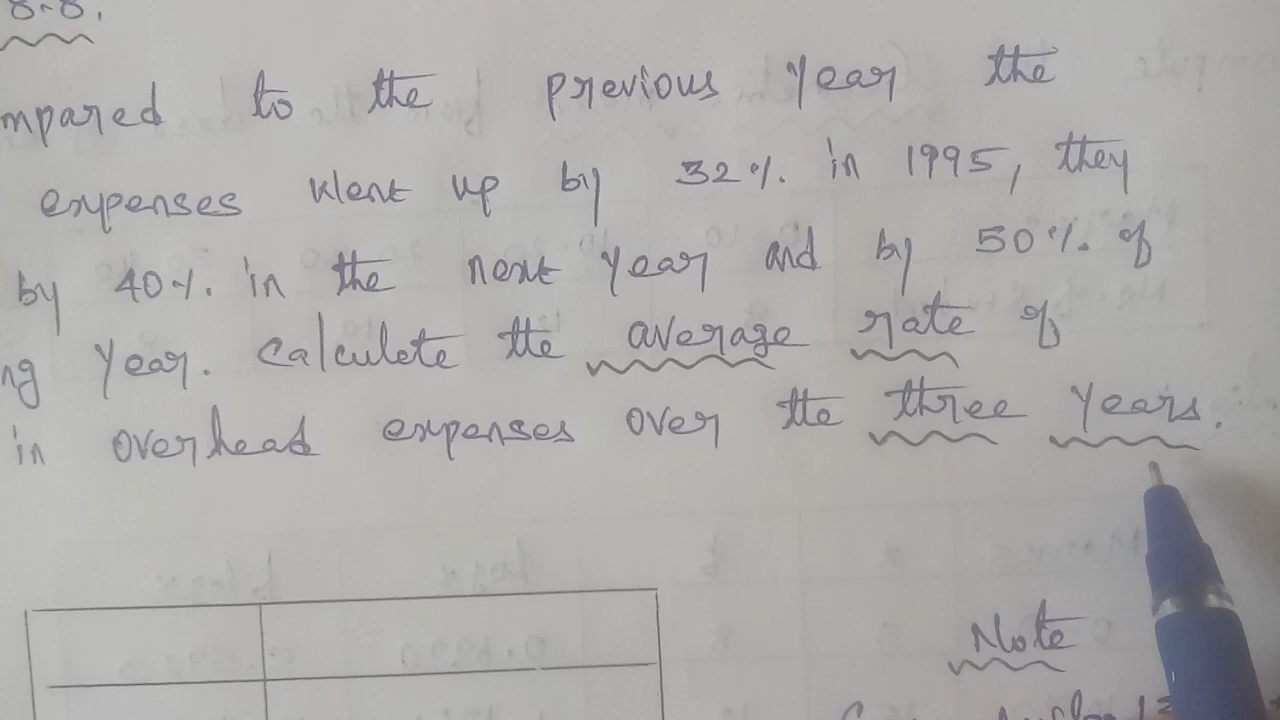 8.8.
mpared to the previous year the
expenses went up by 32%. in 1995, they
by 40%. in the next year and by 50%. of
ng year. Calculete the average rate of
in overhead expenses over the three years.
Note